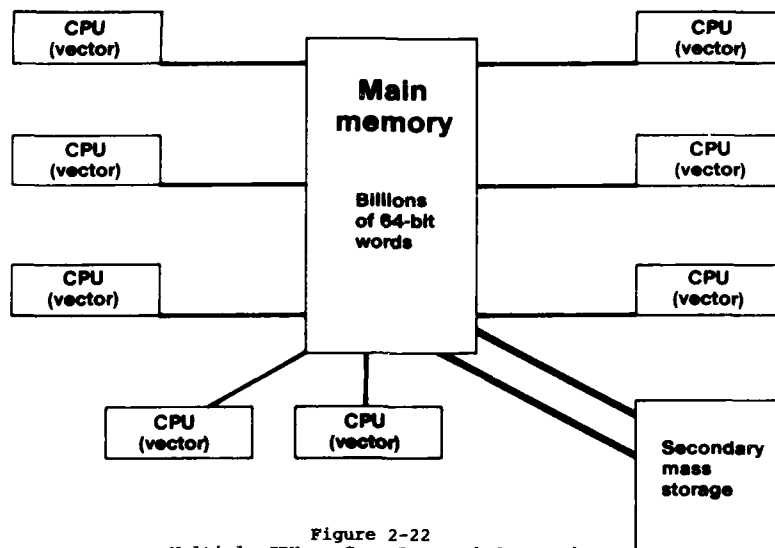 CPU
(vector)
CPU
(vector)
Main
memory
Billions
of 64-bit
words
CPU
(vector)
CPU
(vector)
CPU
(vector)
CPU
(vector)
CPU
(vector)
CPU
(vector)
Secondary
mass
storage
Figure 2-22